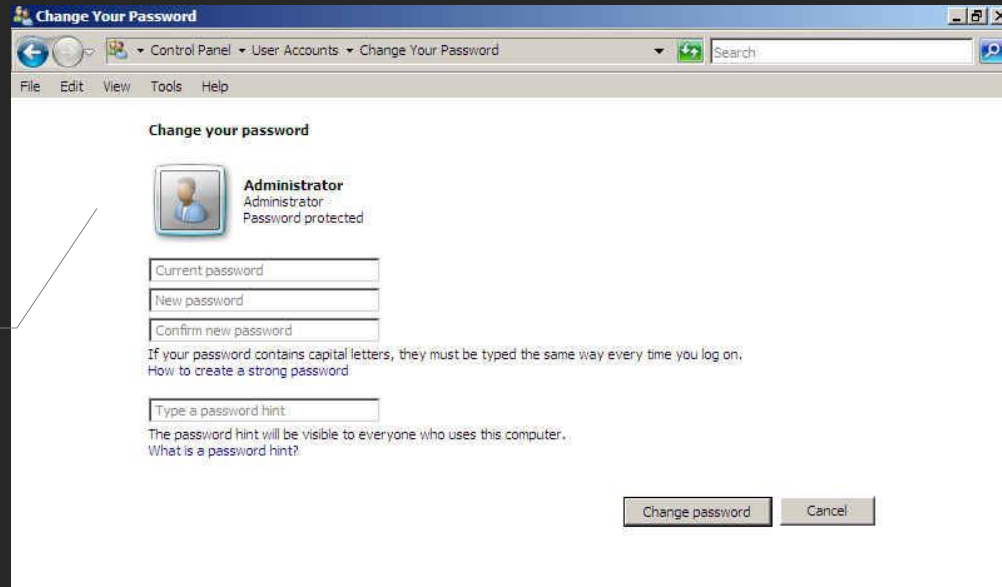 Change Your Password
Control Panel User Accounts Change Your Password
Search
File Edit View Tools Help
Change your password
Administrator
Administrator
Password protected
Current password
New password
Confirm new password
If your password contains capital letters, they must be typed the same way every time you log on.
How to create a strong password
Type a password hint
The password hint will be visible to everyone who uses this computer.
What is a password hint?
Change password Cancel